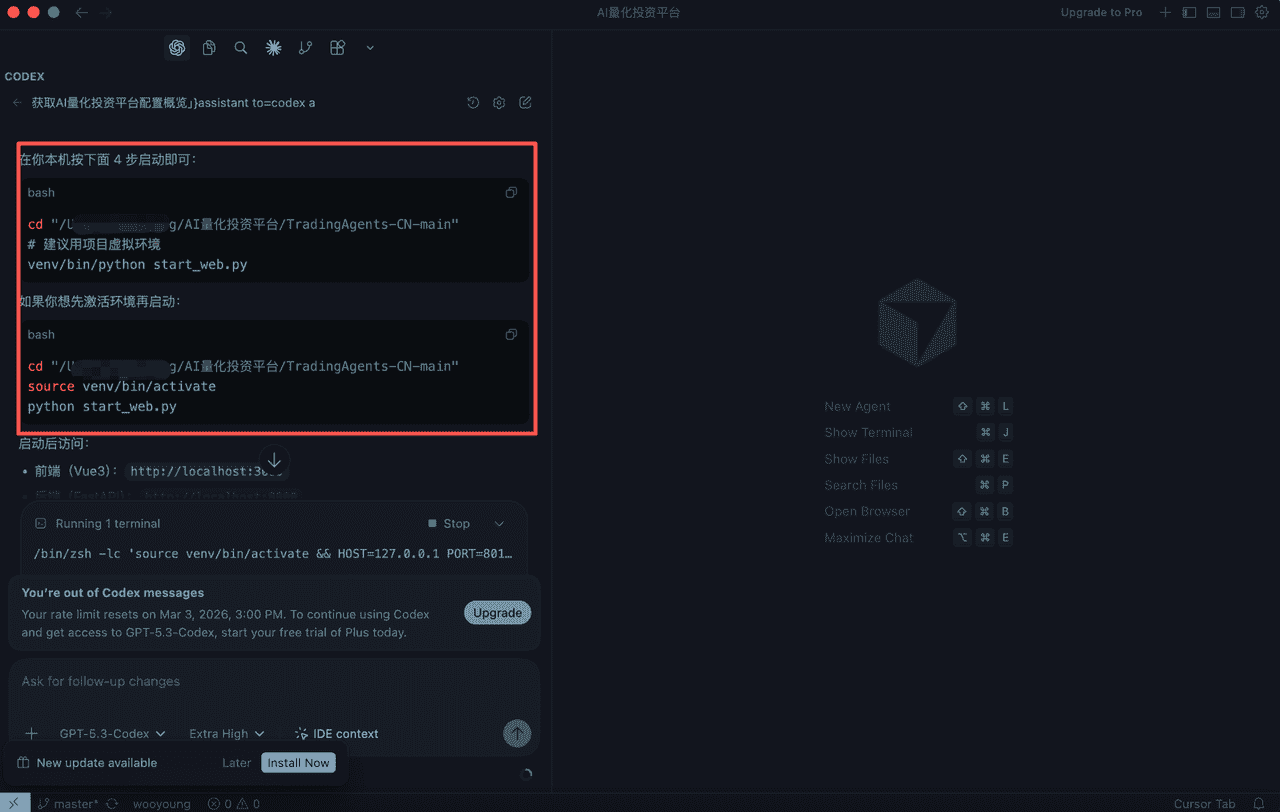 AI量化投资平台
Upgrade to Pro
CODEX
获取AI量化投资平台配置概览」}assistant to=codex a
在你本机按下面 4 步启动即可:
bash
cd "/U g/AI量化投资平台/TradingAgents-CN-main"
# 建议用项目虚拟环境
venv/bin/python start_web.py
如果你想先激活环境再启动:
bash
cd "/U g/AI量化投资平台/TradingAgents-CN-main"
source venv/bin/activate
python start_web.py
启动后访问:
• 前端 (Vue3): http://localhost:3000
• 后端 (FastAPI): http://localhost:8000
Running 1 terminal
Stop
/bin/zsh -lc 'source venv/bin/activate && HOST=127.0.0.1 PORT=801…
You're out of Codex messages
Your rate limit resets on Mar 3, 2026, 3:00 PM. To continue using Codex
and get access to GPT-5.3-Codex, start your free trial of Plus today.
Upgrade
Ask for follow-up changes
GPT-5.3-Codex
Extra High
IDE context
New update available
Later
Install Now
master*
wooyoung
0
0
New Agent ⇧ ⌘ L
Show Terminal ⌘ J
Show Files ⇧ ⌘ E
Search Files ⌘ P
Open Browser ⇧ ⌘ B
Maximize Chat ⌥ ⌘ E
Cursor Tab